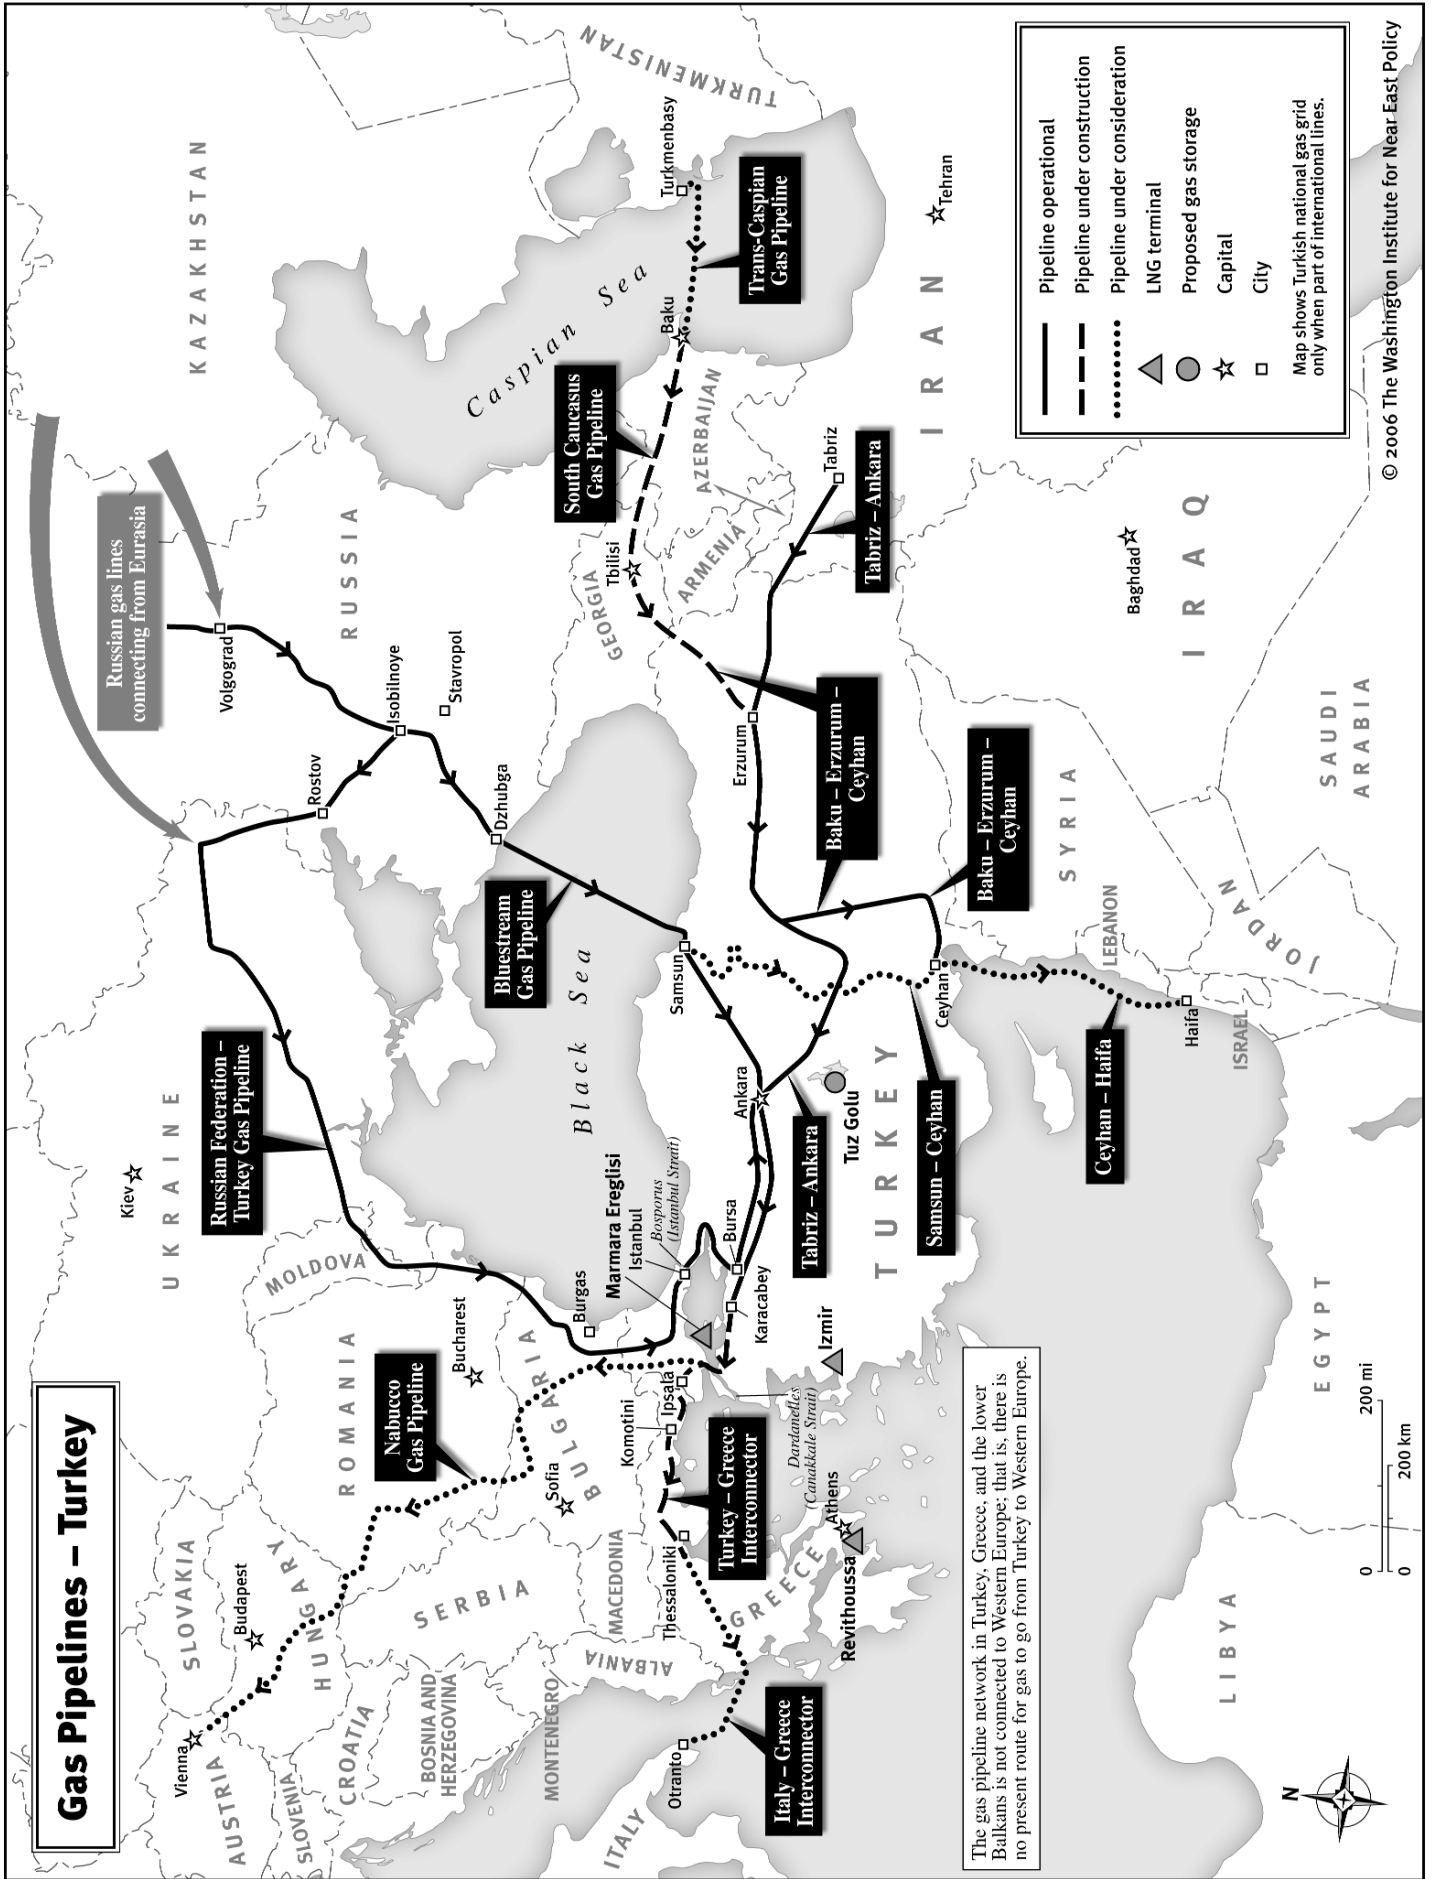 Gas Pipelines – Turkey
Russian gas lines
connecting from Eurasia
KAZAKHSTAN
RUSSIA
UKRAINE
Kiev
Volgograd
Rostov
Isobilnoye
Stavropol
Dzhubga
Russian Federation –
Turkey Gas Pipeline
MOLDOVA
SLOVAKIA
Vienna
AUSTRIA
Budapest
HUNGARY
SLOVENIA
CROATIA
ROMANIA
Nabucco
Gas Pipeline
Bucharest
BOSNIA AND
HERZEGOVINA
SERBIA
MONTENEGRO
Sofia
BULGARIA
Burgas
Bluestream
Gas Pipeline
Black Sea
Caspian Sea
TURKMENISTAN
Turkmenbasy
Baku
Trans-Caspian
Gas Pipeline
South Caucasus
Gas Pipeline
Tbilisi
GEORGIA
AZERBAIJAN
ARMENIA
ITALY
Otranto
ALBANIA
MACEDONIA
Thessaloniki
Komotini
Ipsala
Marmara Ereglisi
Istanbul
Bosporus
(Istanbul Strait)
Bursa
Karacabey
Ankara
Samsun
Erzurum
Tabriz
Tabriz – Ankara
Tehran
IRAN
Italy – Greece
Interconnector
GREECE
Turkey – Greece
Interconnector
Dardanelles
(Canakkale Strait)
Revithoussa
Athens
Izmir
Tabriz – Ankara
Tuz Golu
TURKEY
Baku – Erzurum –
Ceyhan
Samsun – Ceyhan
Ceyhan
Baku – Erzurum –
Ceyhan
SYRIA
LEBANON
Ceyhan – Haifa
Haifa
ISRAEL
JORDAN
Baghdad
IRAQ
SAUDI
ARABIA
EGYPT
LIBYA
The gas pipeline network in Turkey, Greece, and the lower
Balkans is not connected to Western Europe; that is, there is
no present route for gas to go from Turkey to Western Europe.
N
0 200 mi
0 200 km
Pipeline operational
Pipeline under construction
Pipeline under consideration
LNG terminal
Proposed gas storage
Capital
City
Map shows Turkish national gas grid
only when part of international lines.
© 2006 The Washington Institute for Near East Policy